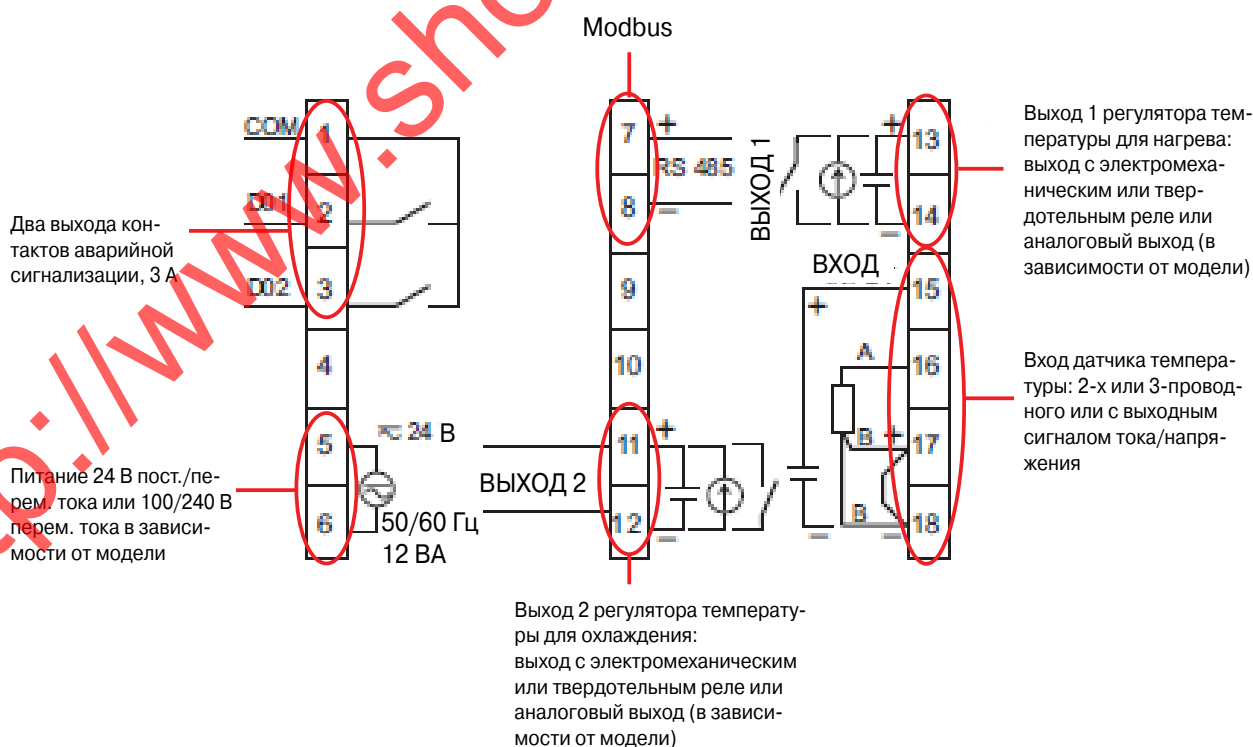 p://www.sho
Modbus
COM
1
DO1
2
DO2
3
4
5
6
Два выхода кон-
тактов аварийной
сигнализации, 3 А
Питание 24 В пост./пе-
рем. тока или 100/240 В
перем. тока в зависи-
мости от модели
24 В
50/60 Гц
12 ВА
7
+
RS 485
8
–
9
10
11
+
12
–
ВЫХОД 2
ВЫХОД 1
+
13
14
–
ВХОД
15
+
A
16
B
+
17
B
18
–
–
Выход 1 регулятора тем-
пературы для нагрева:
выход с электромеха-
ническим или твер-
дотельным реле или
аналоговый выход (в
зависимости от модели)
Вход датчика темпера-
туры: 2-х или 3-провод-
ного или с выходным
сигналом тока/напря-
жения
Выход 2 регулятора температу-
ры для охлаждения:
выход с электромеханическим
или твердотельным реле или
аналоговый выход (в зависи-
мости от модели)